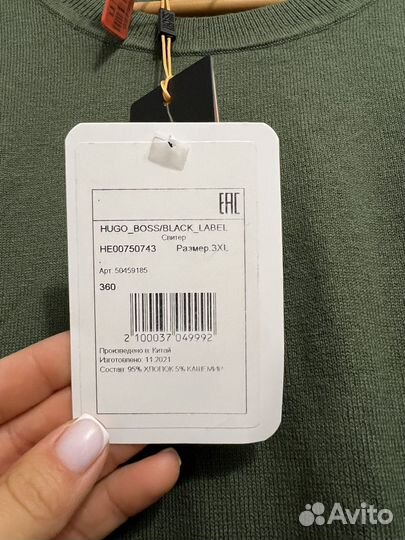 EAC
HUGO_BOSS/BLACK_LABEL
Свитер
HE00750743 Размер.3XL
.
Арт. 50459185
360
2 100037 049992
Произведено в: Китай
Изготовлено: 11.2021
Состав: 95% ХЛОПОК 5% КАШЕМИР
Avito